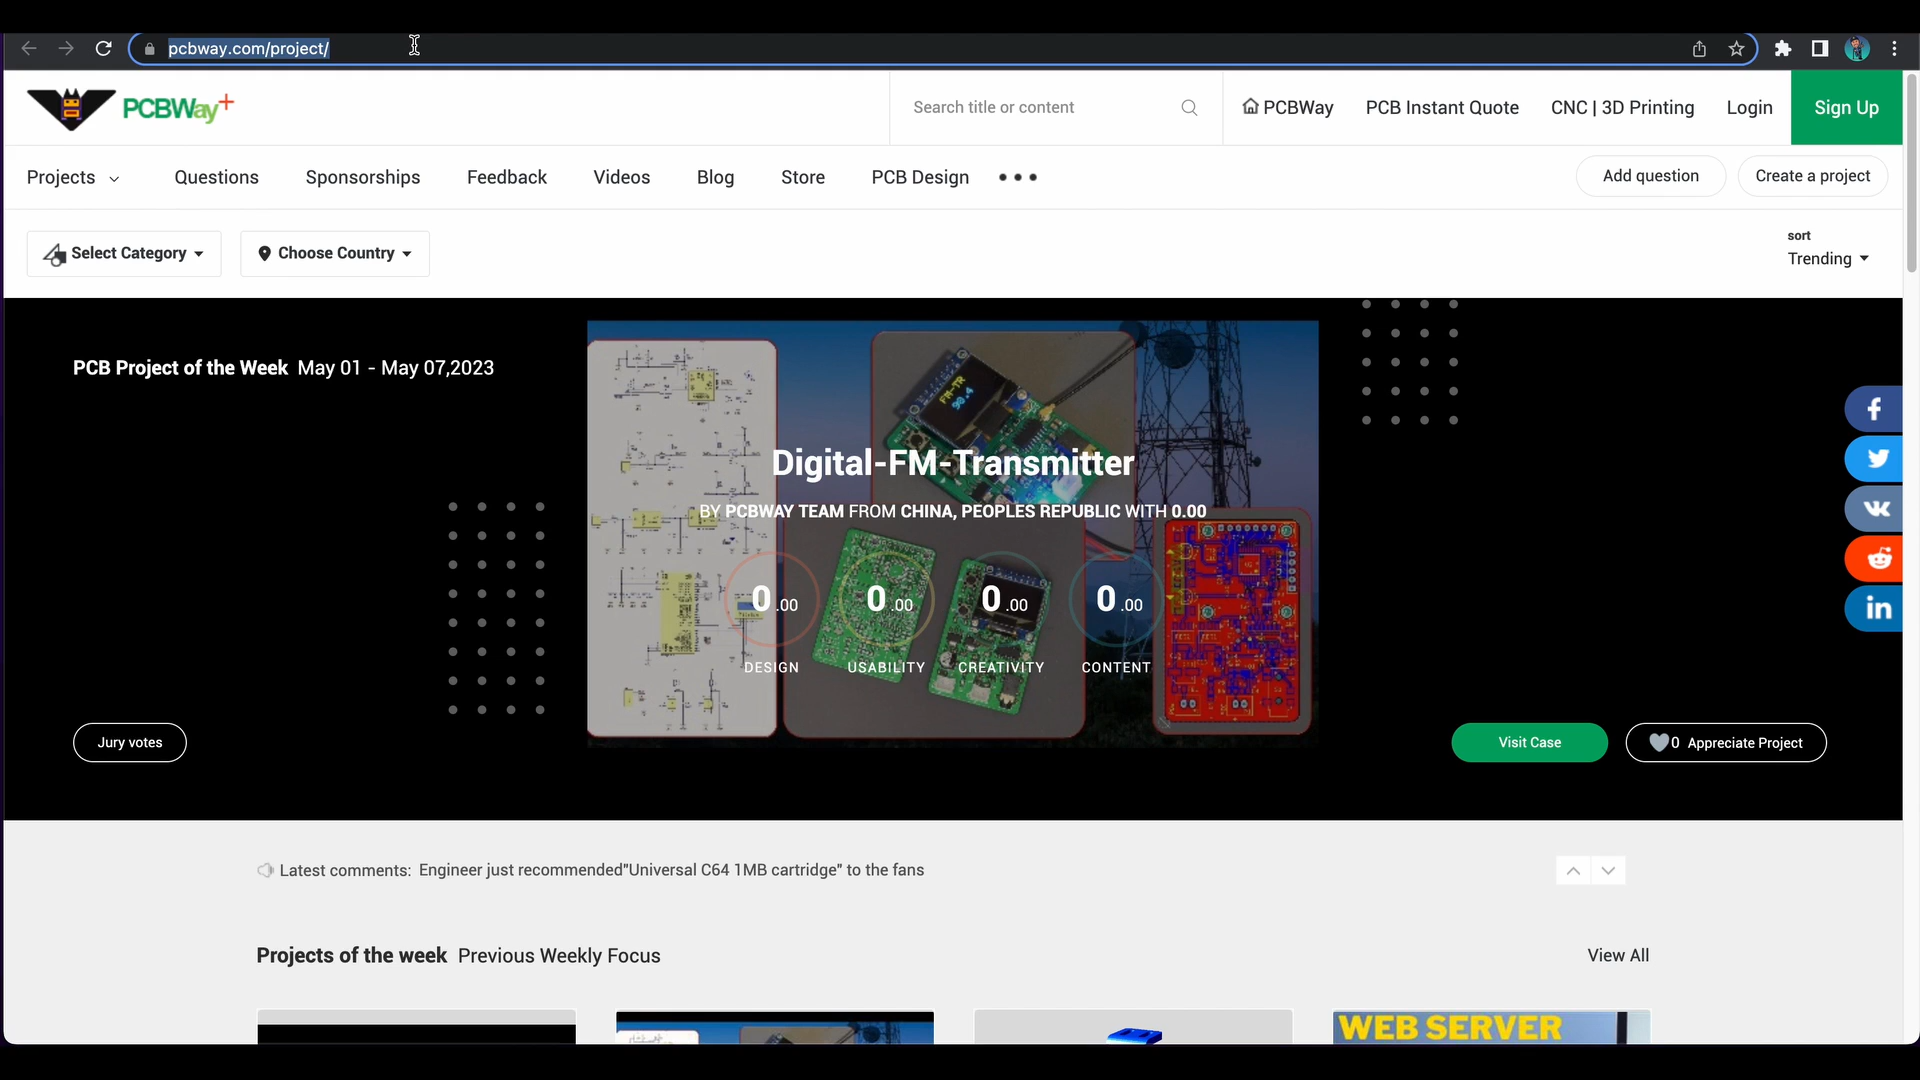 pcbway.com/project/
PCBWay+
Search title or content
PCBWay
PCB Instant Quote
CNC | 3D Printing
Login
Sign Up
Projects
Questions
Sponsorships
Feedback
Videos
Blog
Store
PCB Design
Add question
Create a project
Select Category
Choose Country
sort
Trending
PCB Project of the Week May 01 - May 07,2023
FM-TR
90.4
Digital-FM-Transmitter
BY PCBWAY TEAM FROM CHINA, PEOPLES REPUBLIC WITH 0.00
0.00
0.00
0.00
0.00
DESIGN
USABILITY
CREATIVITY
CONTENT
Jury votes
Visit Case
0 Appreciate Project
Latest comments: Engineer just recommended"Universal C64 1MB cartridge" to the fans
Projects of the week Previous Weekly Focus
View All
WEB SERVER